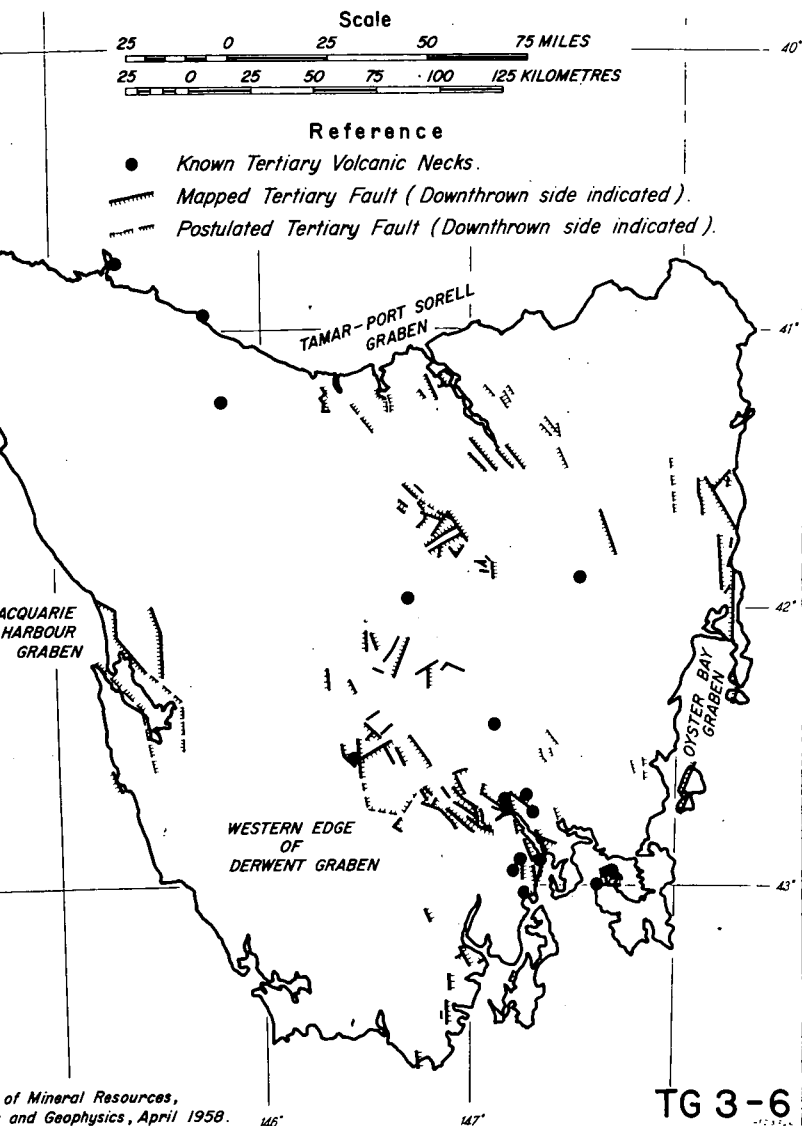 Scale
25 0 25 50 75 MILES
25 0 25 50 75 100 125 KILOMETRES
40°
Reference
Known Tertiary Volcanic Necks.
Mapped Tertiary Fault (Downthrown side indicated).
Postulated Tertiary Fault (Downthrown side indicated).
TAMAR-PORT SORELL
GRABEN
41°
ACQUARIE
HARBOUR
GRABEN
42°
OYSTER BAY
GRABEN
WESTERN EDGE
OF
DERWENT GRABEN
43°
of Mineral Resources,
and Geophysics, April 1958.
146°
147°
TG 3-6